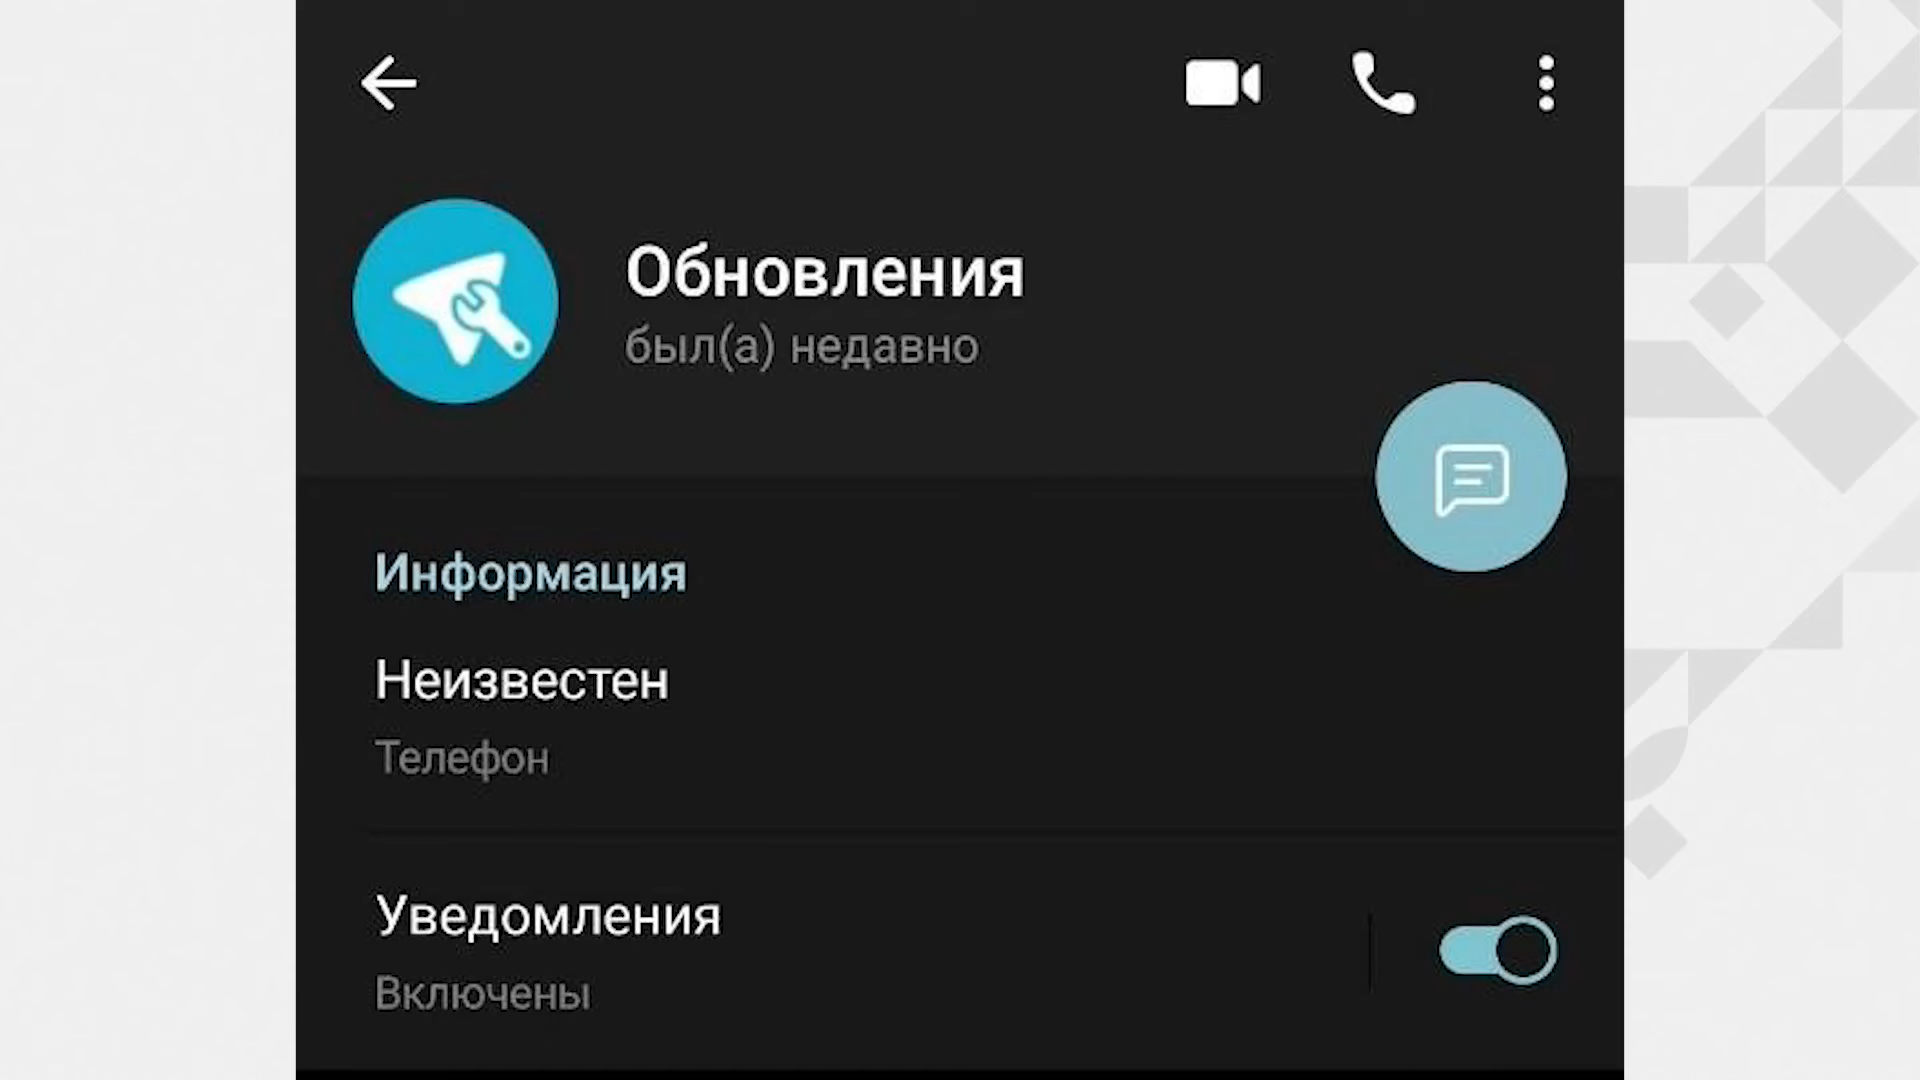 Обновления
был(а) недавно
Информация
Неизвестен
Телефон
Уведомления
Включены